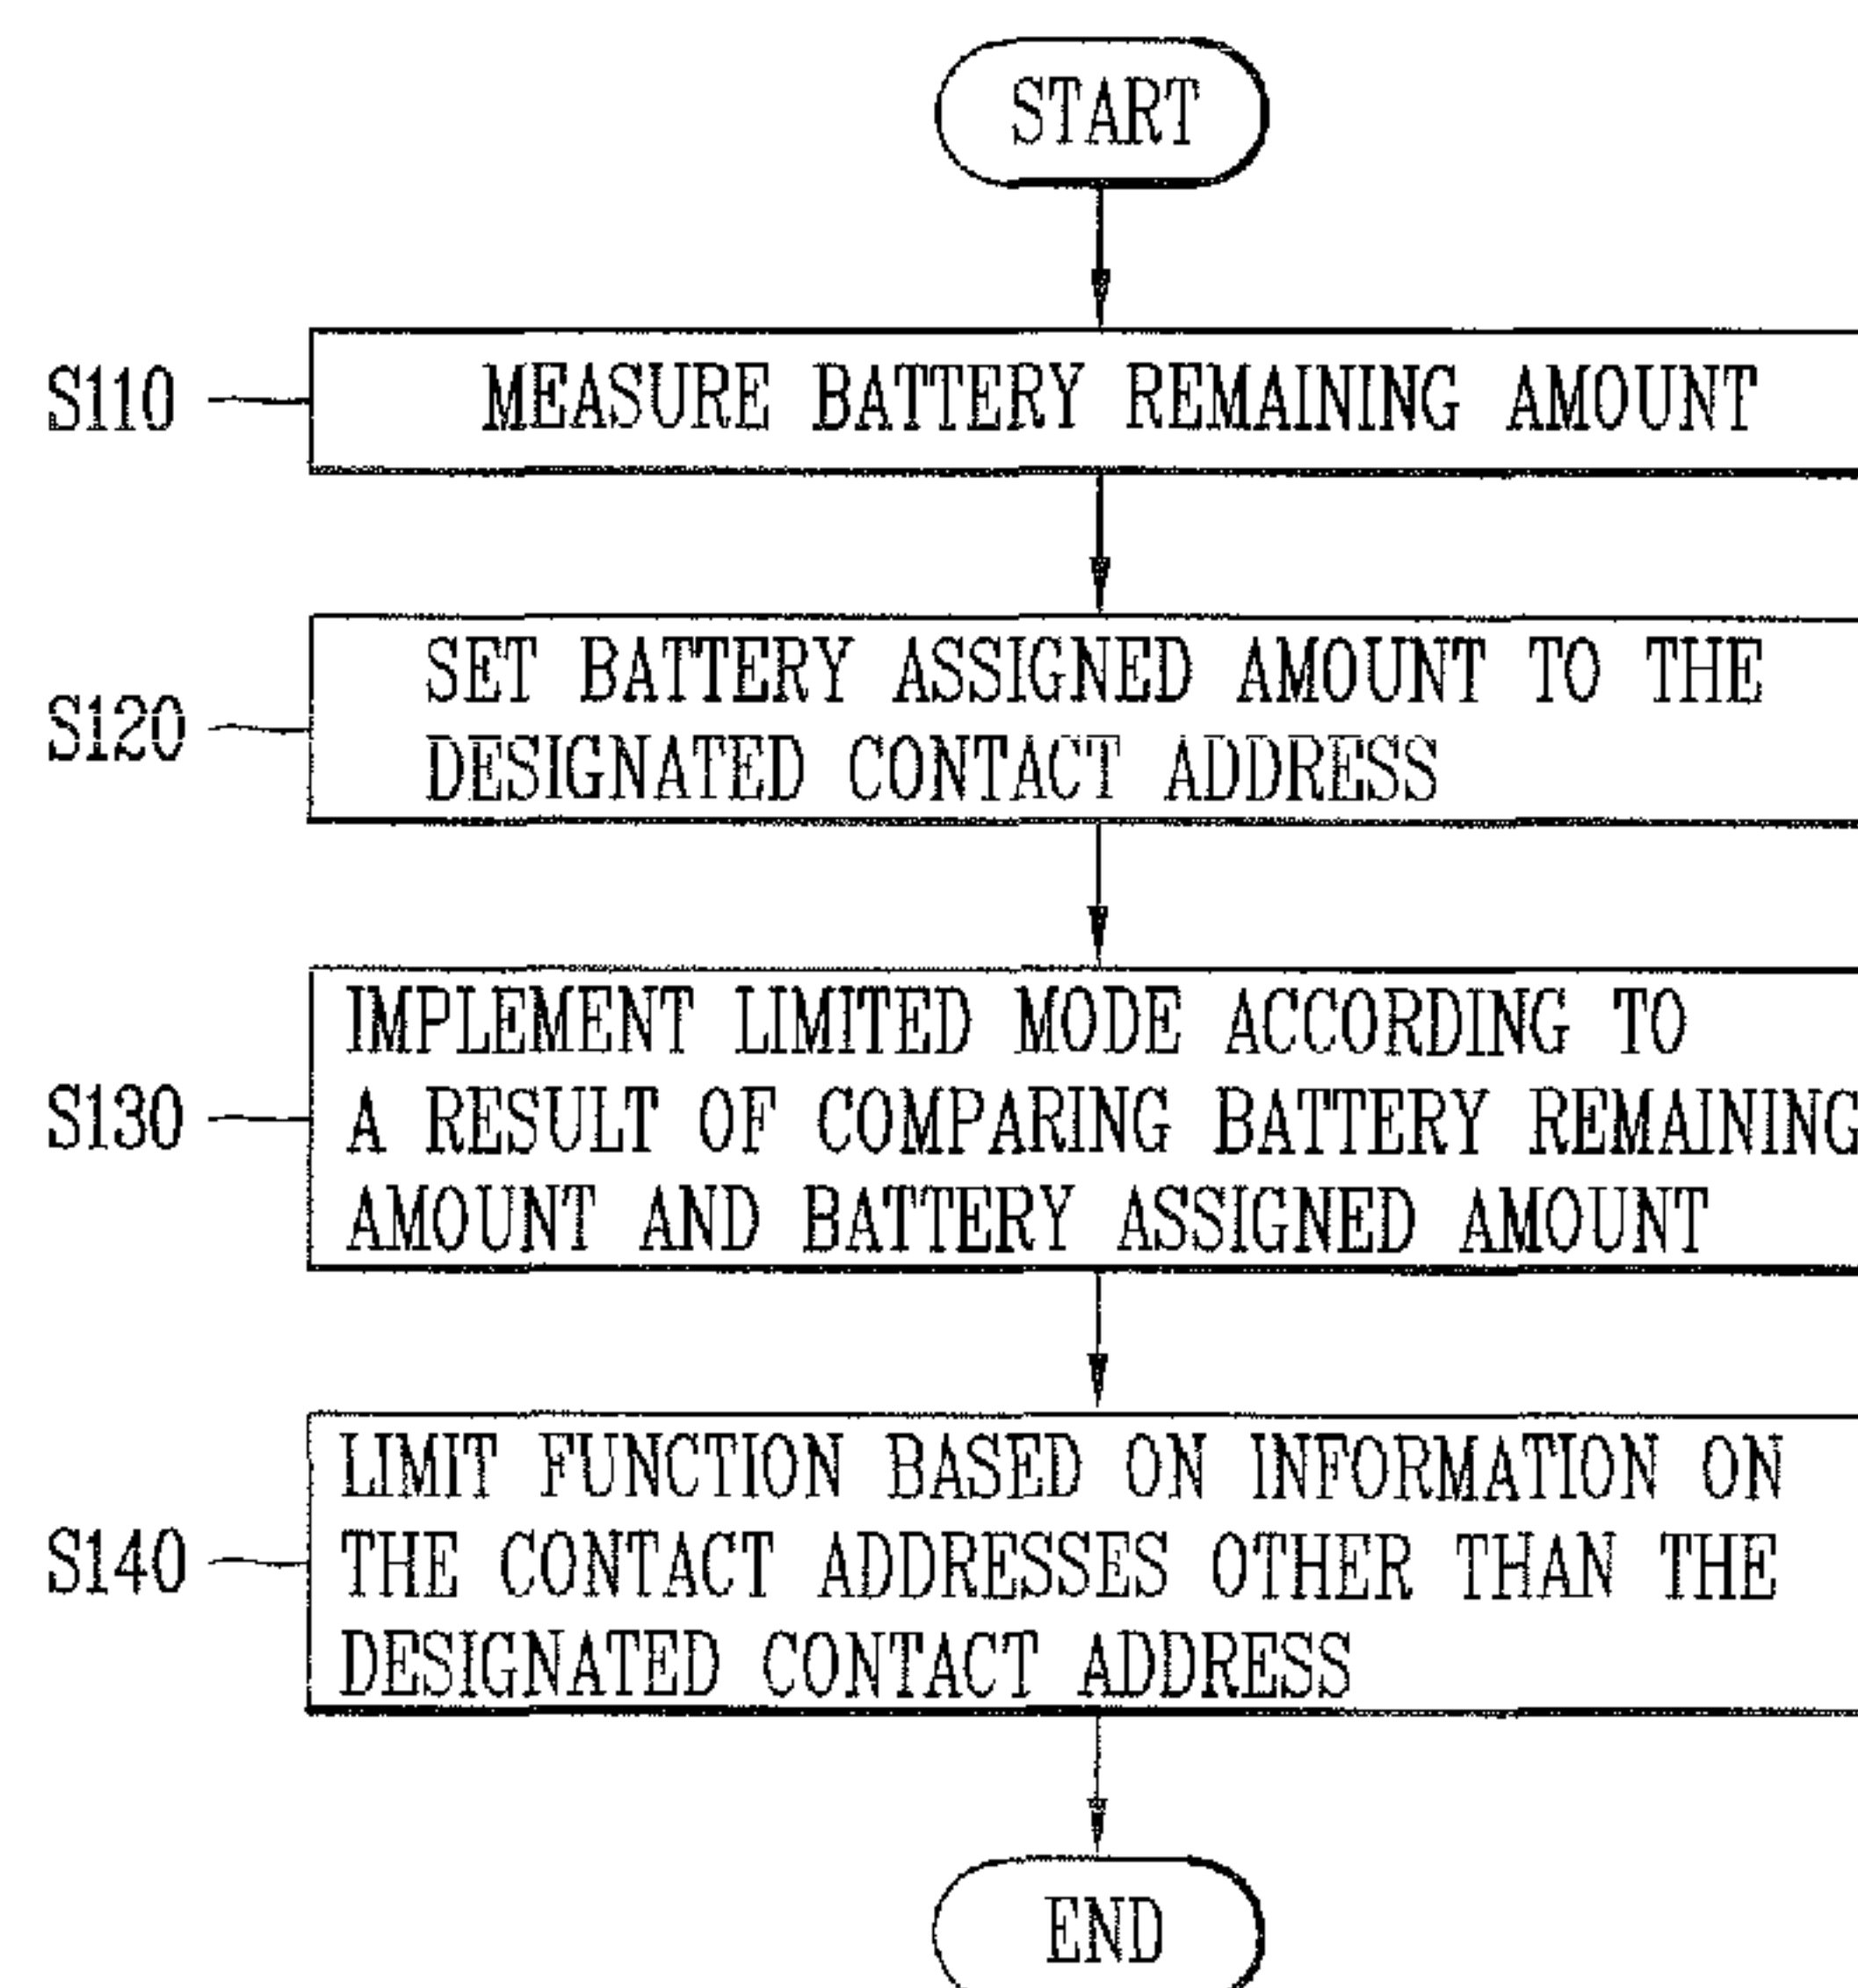 START
S110
MEASURE BATTERY REMAINING AMOUNT
S120
SET BATTERY ASSIGNED AMOUNT TO THE
DESIGNATED CONTACT ADDRESS
S130
IMPLEMENT LIMITED MODE ACCORDING TO
A RESULT OF COMPARING BATTERY REMAINING
AMOUNT AND BATTERY ASSIGNED AMOUNT
S140
LIMIT FUNCTION BASED ON INFORMATION ON
THE CONTACT ADDRESSES OTHER THAN THE
DESIGNATED CONTACT ADDRESS
END